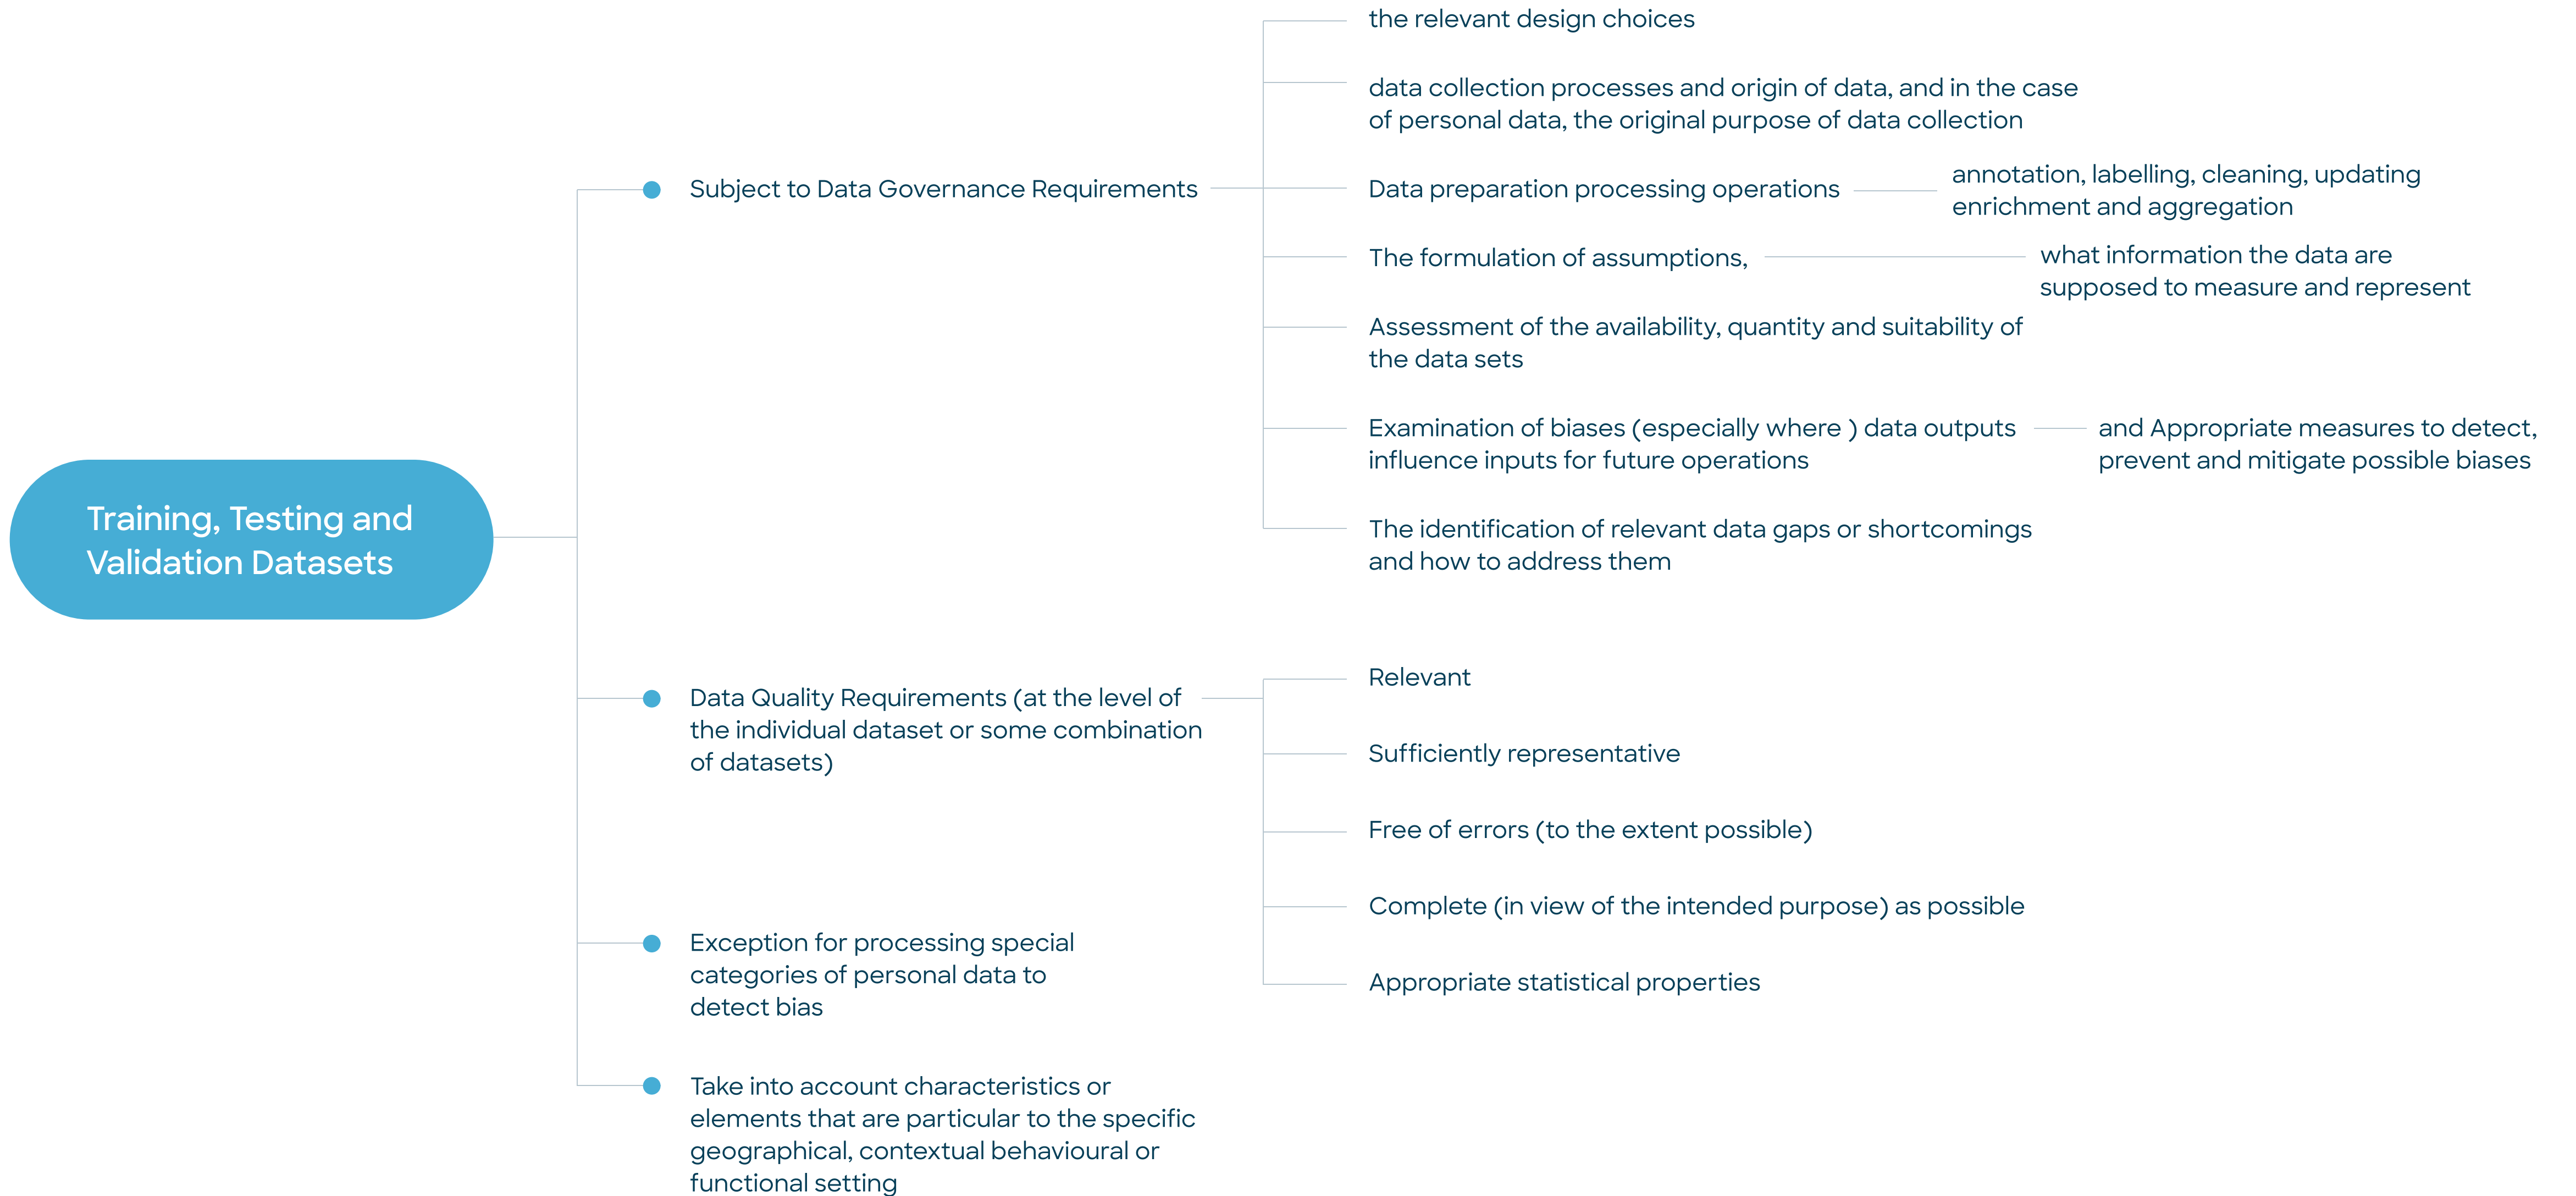 Training, Testing and
Validation Datasets
Subject to Data Governance Requirements
the relevant design choices
data collection processes and origin of data, and in the case
of personal data, the original purpose of data collection
Data preparation processing operations
annotation, labelling, cleaning, updating
enrichment and aggregation
The formulation of assumptions,
what information the data are
supposed to measure and represent
Assessment of the availability, quantity and suitability of
the data sets
Examination of biases (especially where ) data outputs
influence inputs for future operations
and Appropriate measures to detect,
prevent and mitigate possible biases
The identification of relevant data gaps or shortcomings
and how to address them
Data Quality Requirements (at the level of
the individual dataset or some combination
of datasets)
Relevant
Sufficiently representative
Free of errors (to the extent possible)
Complete (in view of the intended purpose) as possible
Appropriate statistical properties
Exception for processing special
categories of personal data to
detect bias
Take into account characteristics or
elements that are particular to the specific
geographical, contextual behavioural or
functional setting